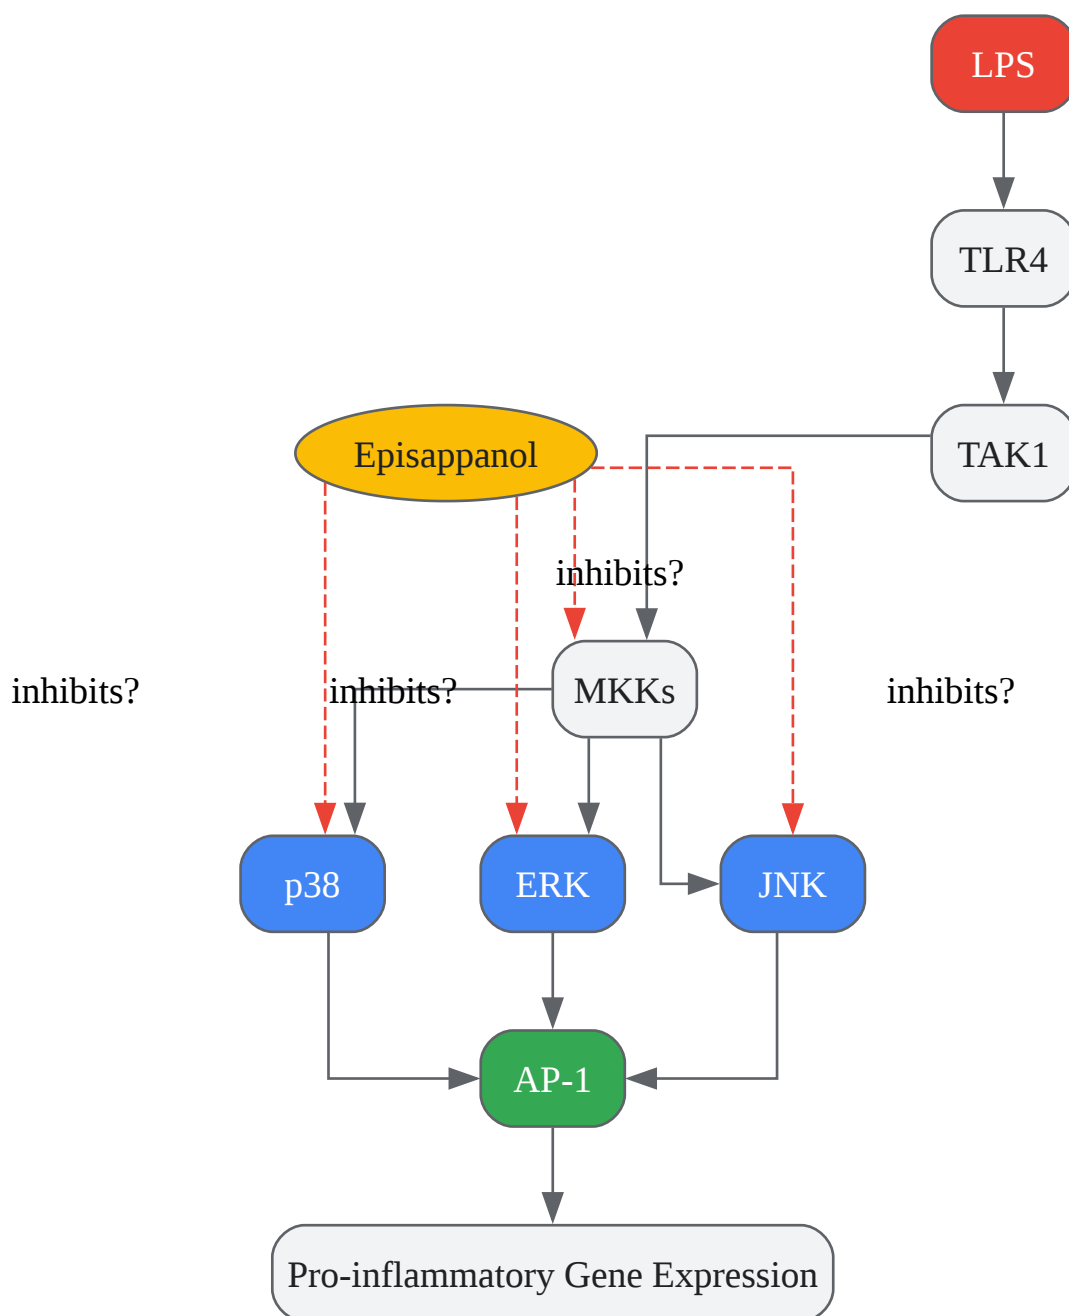 LPS
TLR4
Episappanol
TAK1
inhibits?
inhibits?
inhibits?
MKKs
inhibits?
p38
ERK
JNK
AP-1
Pro-inflammatory Gene Expression